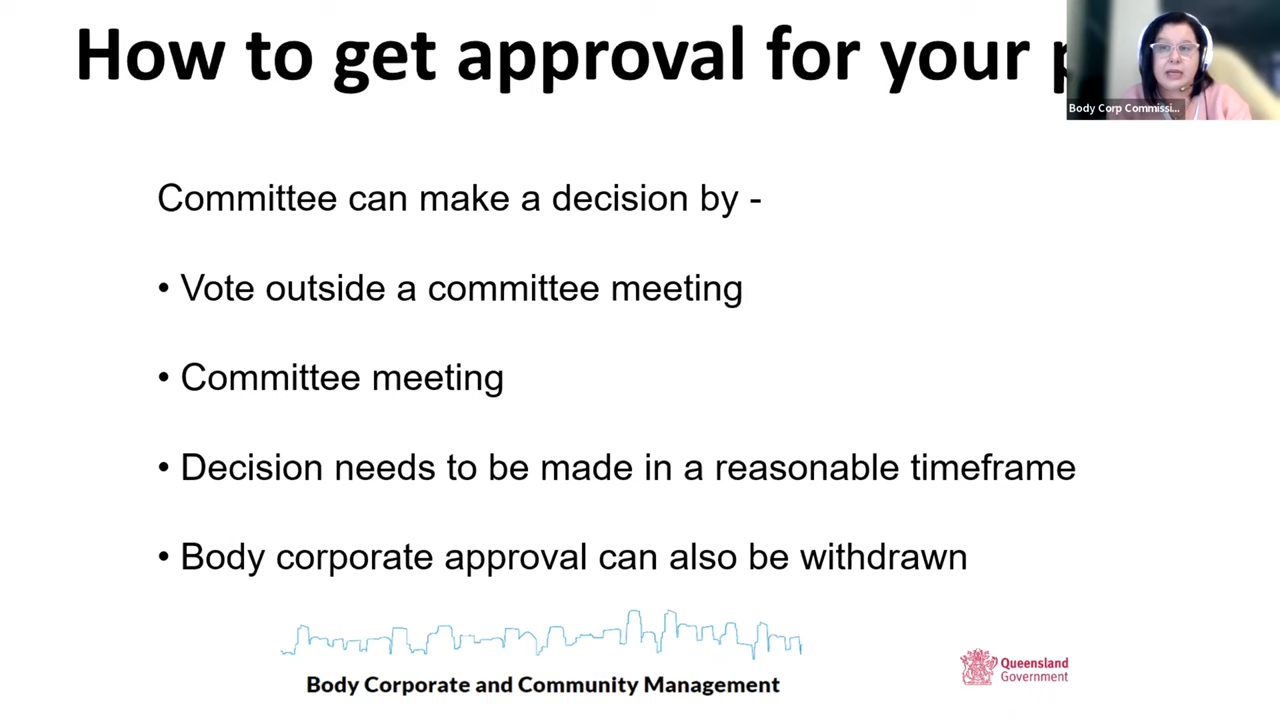 How to get approval for your
Body Corp Commissi...
Committee can make a decision by -
• Vote outside a committee meeting
• Committee meeting
• Decision needs to be made in a reasonable timeframe
• Body corporate approval can also be withdrawn
Body Corporate and Community Management
Queensland
Government